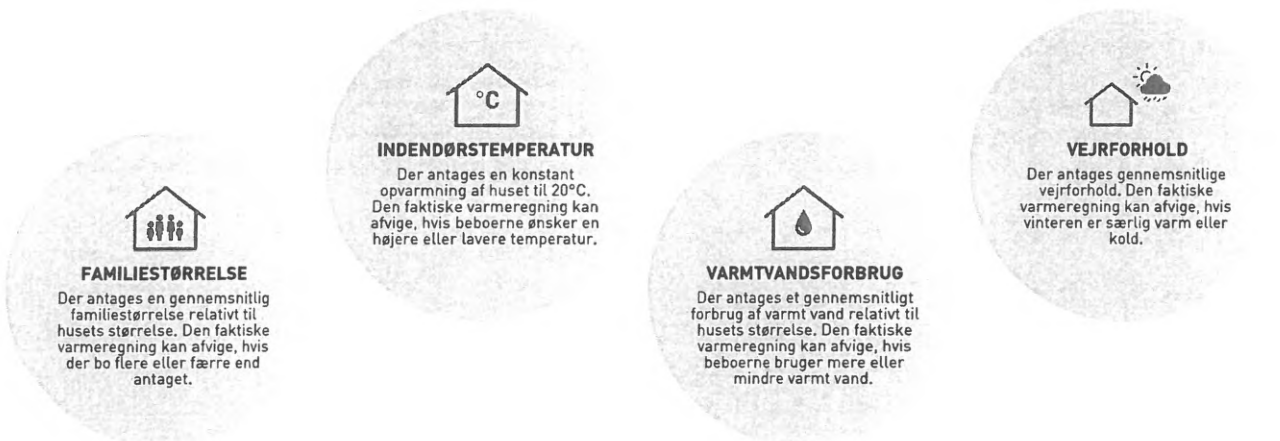 FAMILIESTØRRELSE
Der antages en gennemsnitlig
familiestørrelse relativt til
husets størrelse. Den faktiske
varmeregning kan afvige, hvis
der bo flere eller færre end
antaget.
°C
INDENDØRSTEMPERATUR
Der antages en konstant
opvarmning af huset til 20°C.
Den faktiske varmeregning kan
afvige, hvis beboerne ønsker en
højere eller lavere temperatur.
VARMTVANDSFORBRUG
Der antages et gennemsnitligt
forbrug af varmt vand relativt til
husets størrelse. Den faktiske
varmeregning kan afvige, hvis
beboerne bruger mere eller
mindre varmt vand.
VEJRFORHOLD
Der antages gennemsnitlige
vejrforhold. Den faktiske
varmeregning kan afvige, hvis
vinteren er særlig varm eller
kold.